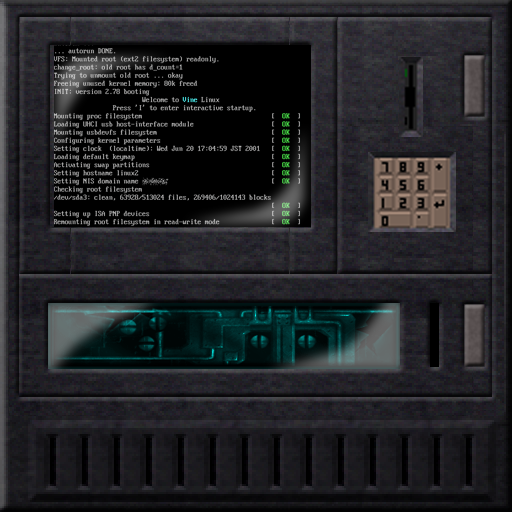 ... autorun DONE.
VFS: Mounted root (ext2 filesystem) readonly.
change_root: old root has d_count=1
Trying to unmount old root ... okay
Freeing unused kernel memory: 80k freed
INIT: version 2.78 booting
Welcome to Vine Linux
Press 'I' to enter interactive startup.
Mounting proc filesystem [ OK ]
Loading UHCI usb host-interface module [ OK ]
Mounting usbdevfs filesystem [ OK ]
Configuring kernel parameters [ OK ]
Setting clock (localtime): Wed Jun 20 17:04:59 JST 2001 [ OK ]
Loading default keymap [ OK ]
Activating swap partitions [ OK ]
Setting hostname linux2 [ OK ]
Setting NIS domain name [ OK ]
Checking root filesystem
/dev/sda3: clean, 63928/513024 files, 269406/1024143 blocks
[ OK ]
Setting up ISA PNP devices [ OK ]
Remounting root filesystem in read-write mode [ OK ]
7 8 9 +
4 5 6
1 2 3 ↵
0 .